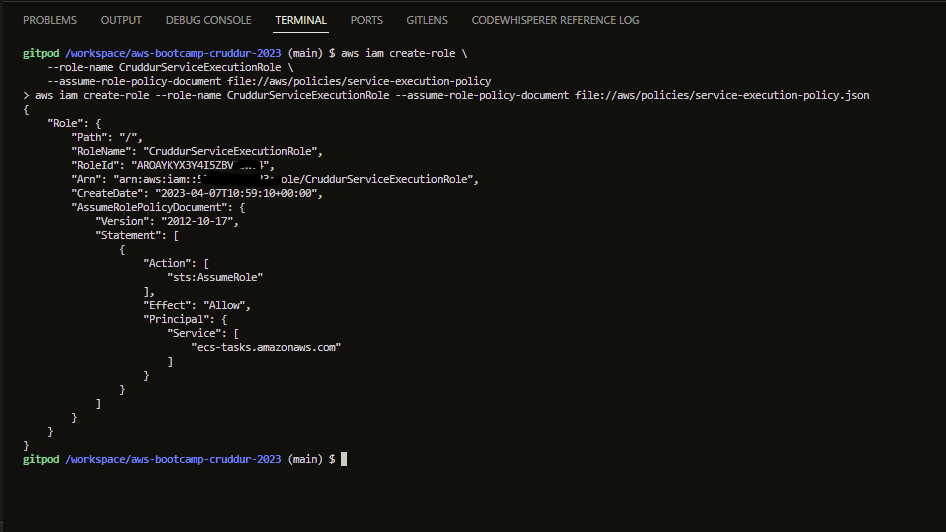 PROBLEMS OUTPUT DEBUG CONSOLE TERMINAL PORTS GITLENS CODEWHISPERER REFERENCE LOG
gitpod /workspace/aws-bootcamp-cruddur-2023 (main) $ aws iam create-role \
    --role-name CruddurServiceExecutionRole \
    --assume-role-policy-document file://aws/policies/service-execution-policy
> aws iam create-role --role-name CruddurServiceExecutionRole --assume-role-policy-document file://aws/policies/service-execution-policy.json
{
    "Role": {
        "Path": "/",
        "RoleName": "CruddurServiceExecutionRole",
        "RoleId":
        "Arn": "arn:aws:iam::
ole/CruddurServiceExecutionRole",
        "CreateDate": "2023-04-07T10:59:10+00:00",
        "AssumeRolePolicyDocument": {
            "Version": "2012-10-17",
            "Statement": [
                {
                    "Action": [
                        "sts:AssumeRole"
                    ],
                    "Effect": "Allow",
                    "Principal": {
                        "Service": [
                            "ecs-tasks.amazonaws.com"
                        ]
                    }
                }
            ]
        }
    }
}
gitpod /workspace/aws-bootcamp-cruddur-2023 (main) $